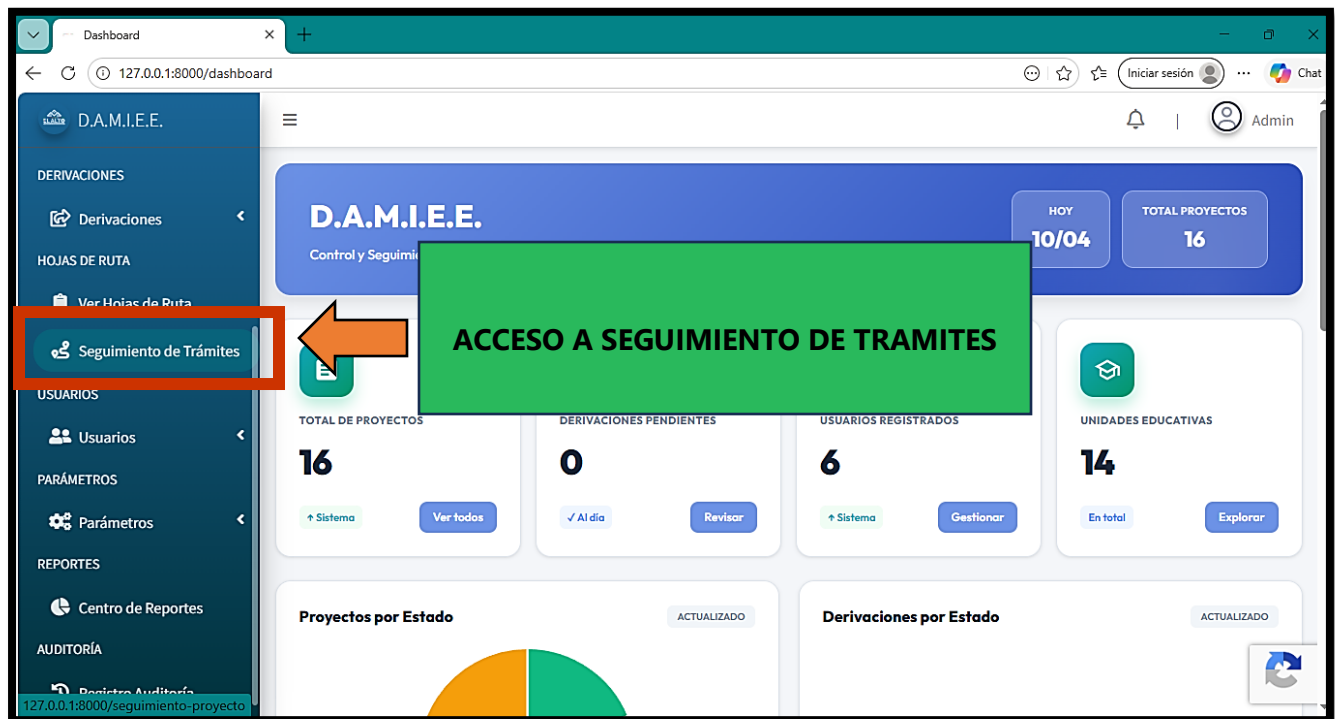 Dashboard
127.0.0.1:8000/dashboard
Iniciar sesión
Chat
EL ALTO
D.A.M.I.E.E.
Admin
DERIVACIONES
Derivaciones
HOJAS DE RUTA
Ver Hojas de Ruta
Seguimiento de Trámites
USUARIOS
Usuarios
PARÁMETROS
Parámetros
REPORTES
Centro de Reportes
AUDITORÍA
Registro Auditoría
127.0.0.1:8000/seguimiento-proyecto
D.A.M.I.E.E.
Control y Seguimi
HOY
10/04
TOTAL PROYECTOS
16
ACCESO A SEGUIMIENTO DE TRAMITES
TOTAL DE PROYECTOS
16
↑ Sistema
Ver todos
DERIVACIONES PENDIENTES
0
✓ Al día
Revisar
USUARIOS REGISTRADOS
6
↑ Sistema
Gestionar
UNIDADES EDUCATIVAS
14
En total
Explorar
Proyectos por Estado
ACTUALIZADO
Derivaciones por Estado
ACTUALIZADO